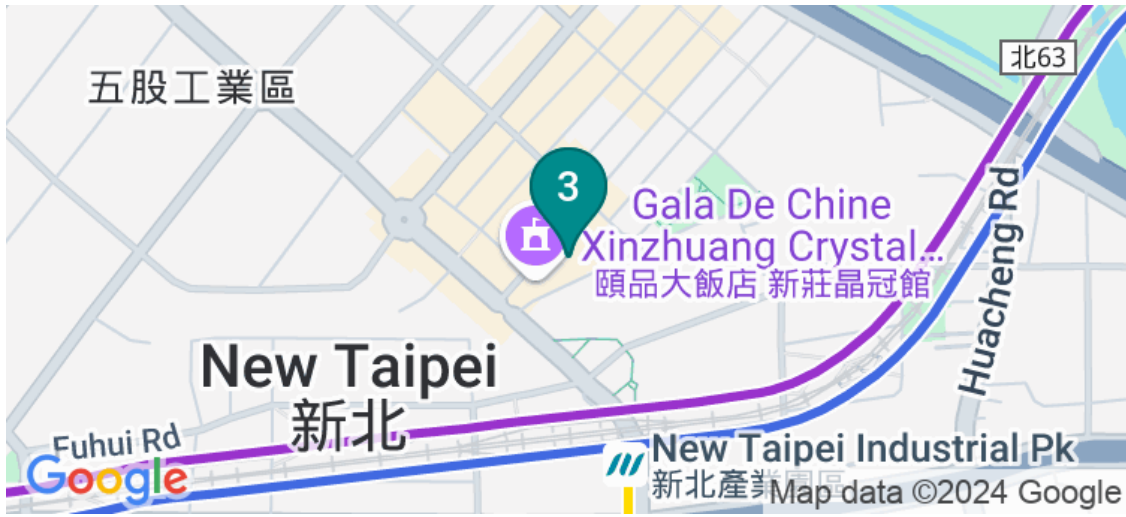 五股工業區
北63
3
Gala De Chine
Xinzhuang Crystal...
頤品大飯店 新莊晶冠館
Huacheng Rd
New Taipei
新北
Fuhui Rd
Google
New Taipei Industrial Pk
新北產業園區
Map data ©2024 Google